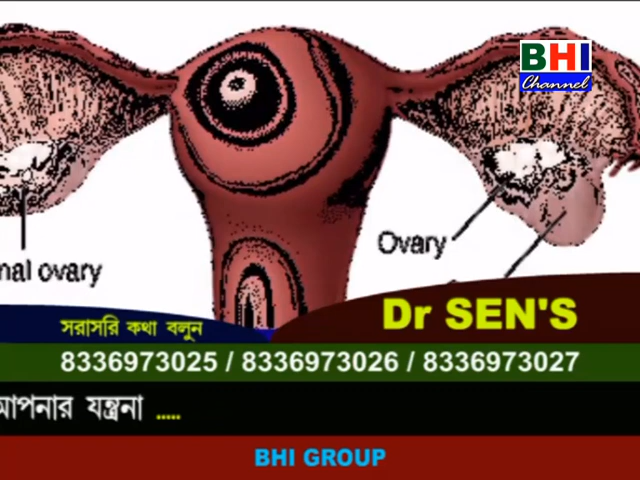 BHI
Channel
Ovary
nal ovary
Dr SEN'S
সরাসরি কথা বলুন
8336973025 / 8336973026 / 8336973027
আপনার যন্ত্রনা .....
BHI GROUP